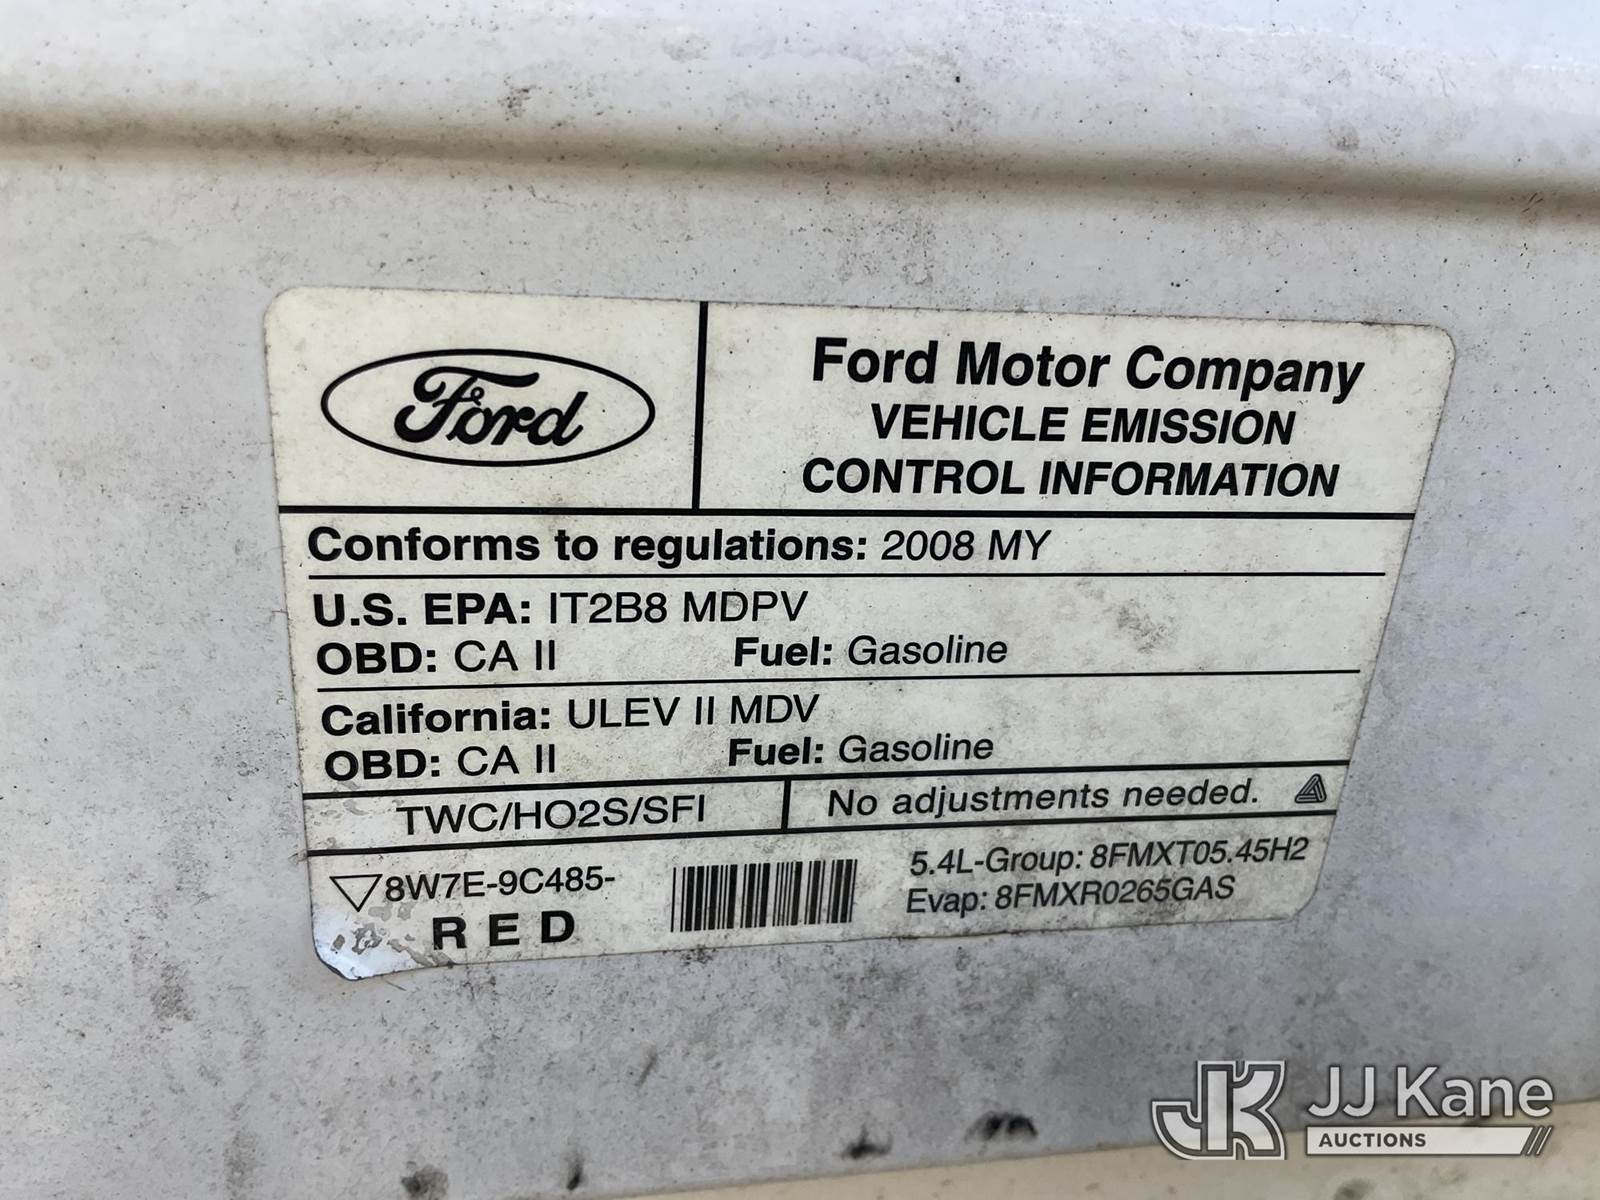 Ford
Ford Motor Company
VEHICLE EMISSION
CONTROL INFORMATION
Conforms to regulations: 2008 MY
U.S. EPA: IT2B8 MDPV
OBD: CA II Fuel: Gasoline
California: ULEV II MDV
OBD: CA II Fuel: Gasoline
TWC/HO2S/SFI No adjustments needed.
8W7E-9C485-
RED
5.4L-Group: 8FMXT05.45H2
Evap: 8FMXR0265GAS
JK JJ Kane
AUCTIONS